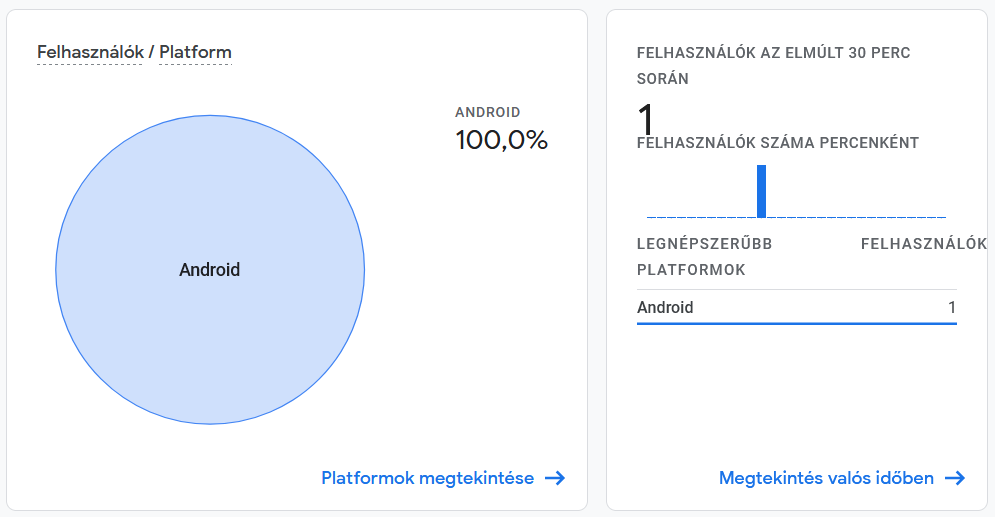 Felhasználók / Platform
ANDROID
100,0%
Android
Platformok megtekintése
FELHASZNÁLÓK AZ ELMÚLT 30 PERC
SORÁN
1
FELHASZNÁLÓK SZÁMA PERCENKÉNT
LEGNÉPSZERŰBB PLATFORMOK
FELHASZNÁLÓK
Android 1
Megtekintés valós időben